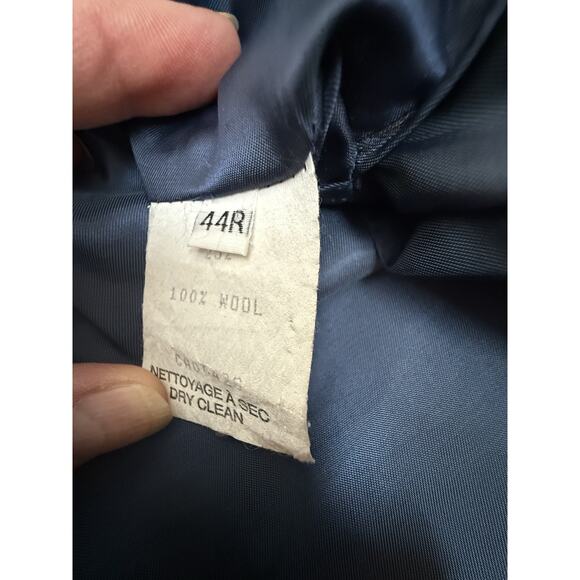 44R
100% WOOL
NETTOYAGE À SEC
DRY CLEAN